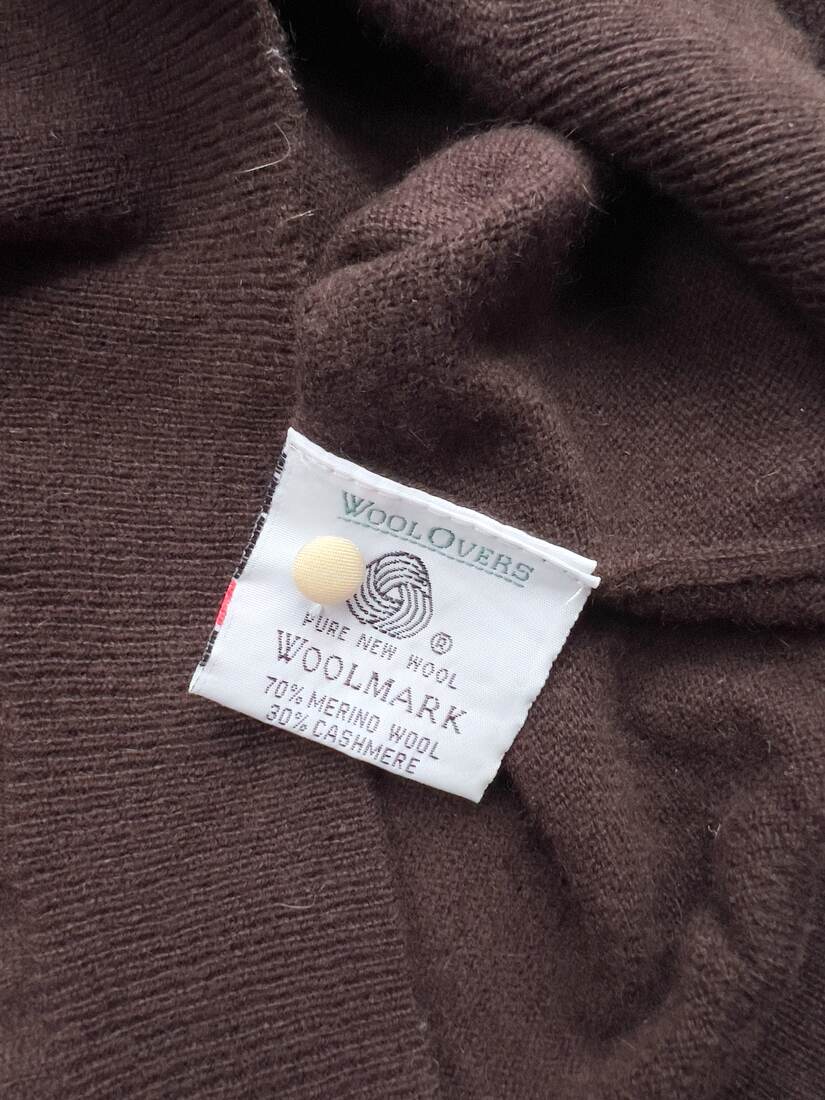 WOOLOVERS
®
PURE NEW WOOL
WOOLMARK
70% MERINO WOOL
30% CASHMERE